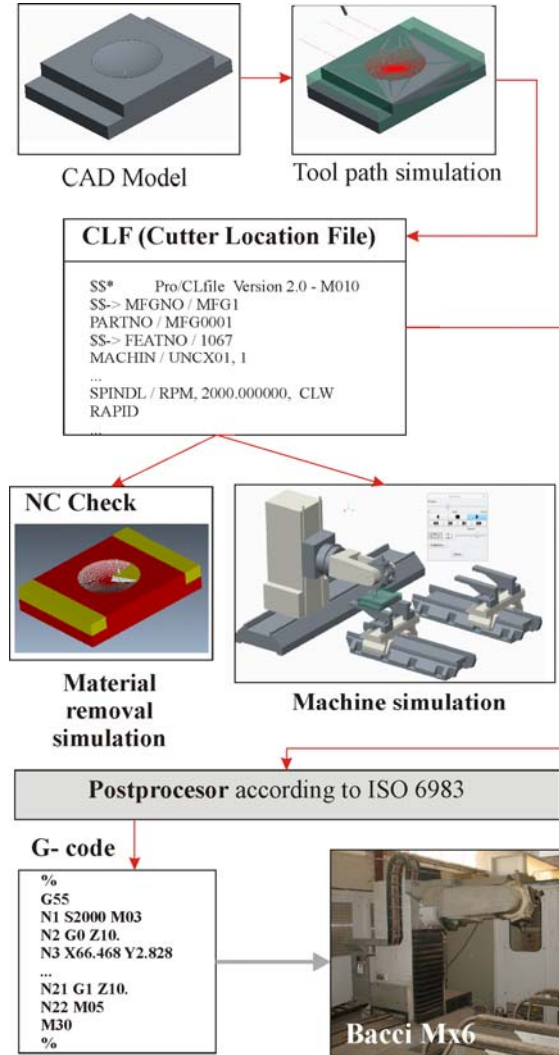 CAD Model
Tool path simulation
CLF (Cutter Location File)
$$* Pro/CLfile Version 2.0 - M010
$$-> MFGNO / MFG1
PARTNO / MFG0001
$$-> FEATNO / 1067
MACHIN / UNCX01, 1
...
SPINDL / RPM, 2000.000000, CLW
RAPID
...
NC Check
Material
removal
simulation
Machine simulation
Postprocesor according to ISO 6983
G- code
%
G55
N1 S2000 M03
N2 G0 Z10.
N3 X66.468 Y2.828
...
N21 G1 Z10.
N22 M05
M30
%
Bacci Mx6